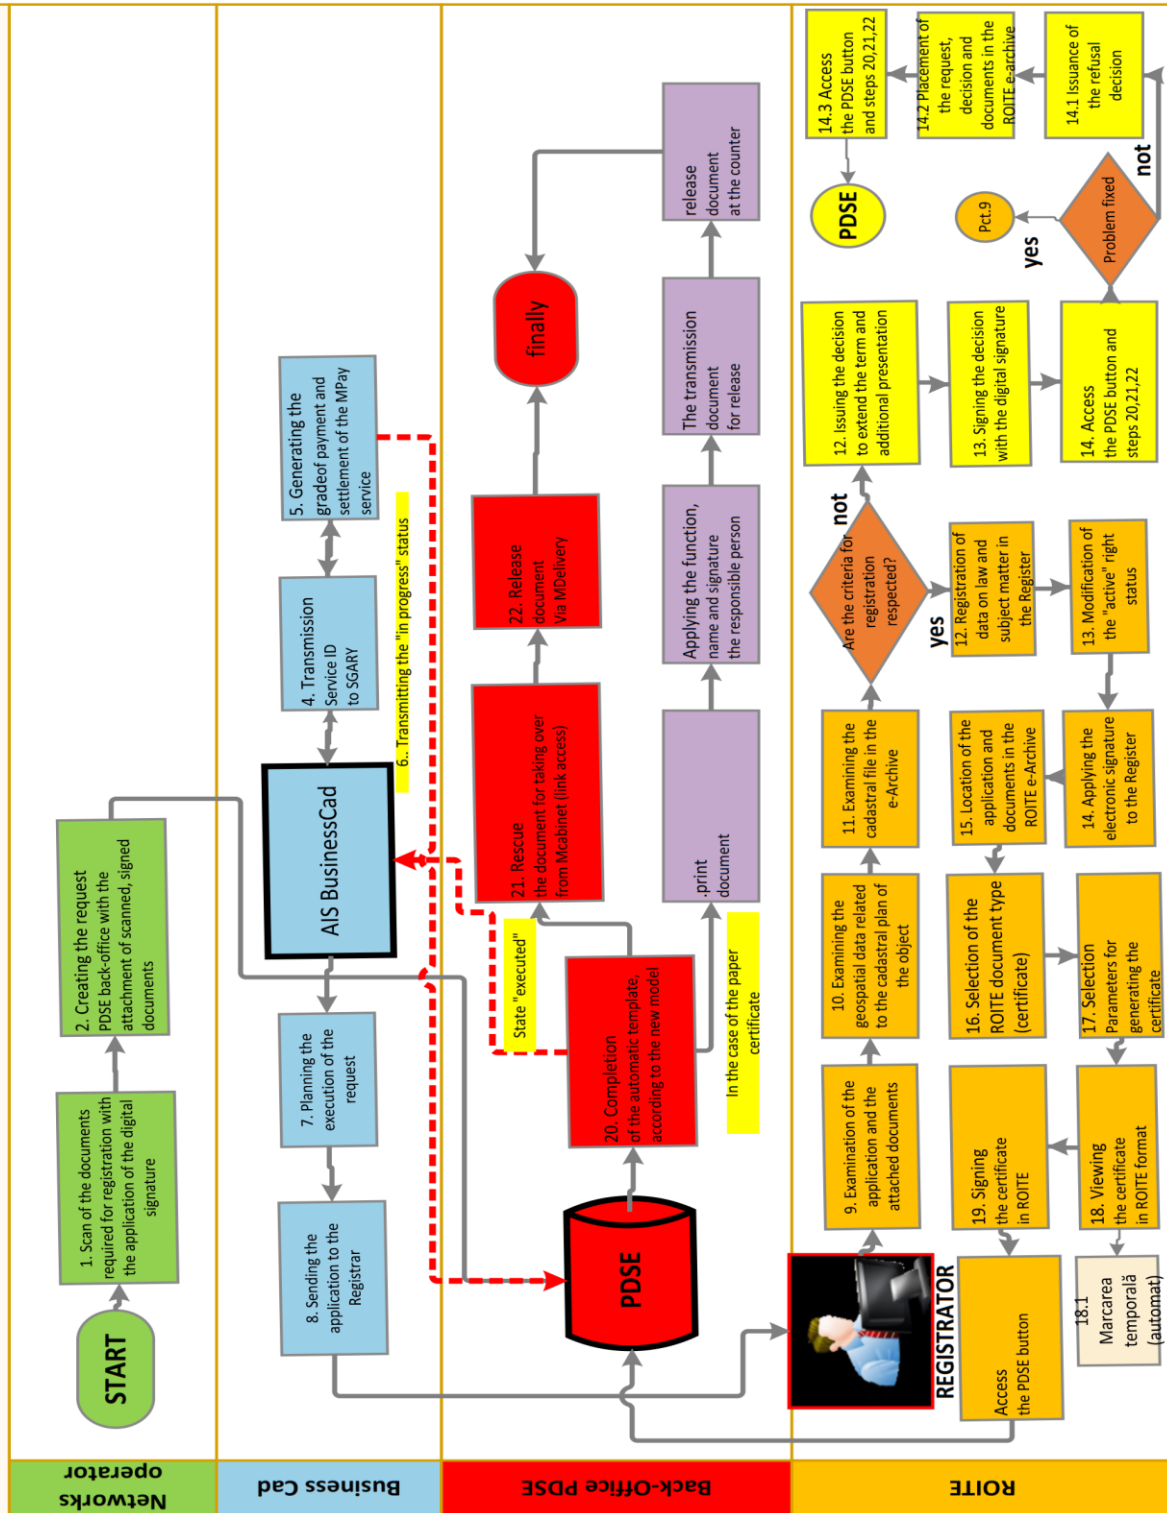 Networks
operator
START
1. Scan of the documents
required for registration with
the application of the digital
signature
2. Creating the request
PDSE back-office with the
attachment of scanned, signed
documents
Business Cad
8. Sending the
application to the
Registrar
7. Planning the
execution of the
request
AIS BusinessCad
4. Transmission
Service ID
to SGARY
5. Generating the
gradeof payment and
settlement of the MPay
service
6.. Transmitting the "in progress" status
Back-Office PDSE
PDSE
20. Completion
of the automatic template,
according to the new model
State "executed"
21. Rescue
the document for taking over
from Mcabinet (link access)
22. Release
document
Via MDelivery
finally
In the case of the paper
certificate
.print
document
Applying the function,
name and signature
the responsible person
The transmission
document
for release
release
document
at the counter
ROITE
REGISTRATOR
9. Examination of the
application and the
attached documents
10. Examining the
geospatial data related
to the cadastral plan of
the object
11. Examining the
cadastral file in the
e-Archive
Are the criteria for
registration
respected?
not
yes
12. Issuing the decision
to extend the term and
additional presentation
13. Signing the decision
with the digital signature
14. Access
the PDSE button and
steps 20,21,22
Problem fixed
yes
not
Pct.9
14.1 Issuance of
the refusal
decision
14.2 Placement of
the request,
decision and
documents in the
ROITE e-archive
14.3 Access
the PDSE button
and steps 20,21,22
PDSE
12. Registration of
data on law and
subject matter in
the Register
13. Modification of
the "active" right
status
14. Applying the
electronic signature
to the Register
15. Location of the
application and
documents in the
ROITE e-Archive
16. Selection of the
ROITE document type
(certificate)
17. Selection
Parameters for
generating the
certificate
18. Viewing
the certificate
in ROITE format
18.1
Marcarea
temporală
(automat)
19. Signing
the certificate
in ROITE
Access
the PDSE button